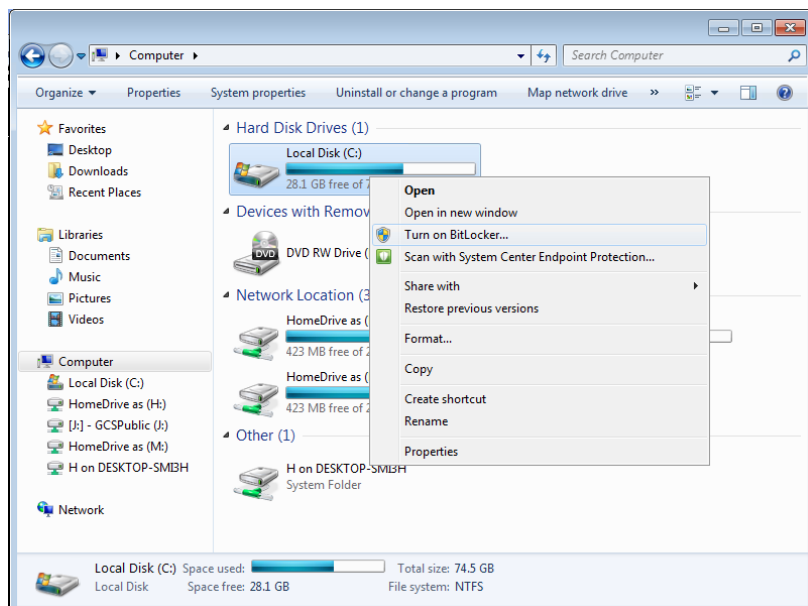 Computer
Search Computer
Organize
Properties
System properties
Uninstall or change a program
Map network drive
»
Favorites
Desktop
Downloads
Recent Places
Libraries
Documents
Music
Pictures
Videos
Computer
Local Disk (C:)
HomeDrive as (H:)
[J:] - GCSPublic (J:)
HomeDrive as (M:)
H on DESKTOP-SMI3H
Network
Hard Disk Drives (1)
Local Disk (C:)
28.1 GB free of 7
Devices with Remov
DVD
DVD RW Drive (
Network Location (3
HomeDrive as (
423 MB free of 2
HomeDrive as (
423 MB free of 2
Other (1)
H on DESKTOP-SMI3H
System Folder
Open
Open in new window
Turn on BitLocker...
Scan with System Center Endpoint Protection...
Share with
Restore previous versions
Format...
Copy
Create shortcut
Rename
Properties
Local Disk (C:) Space used: Total size: 74.5 GB
Local Disk Space free: 28.1 GB File system: NTFS